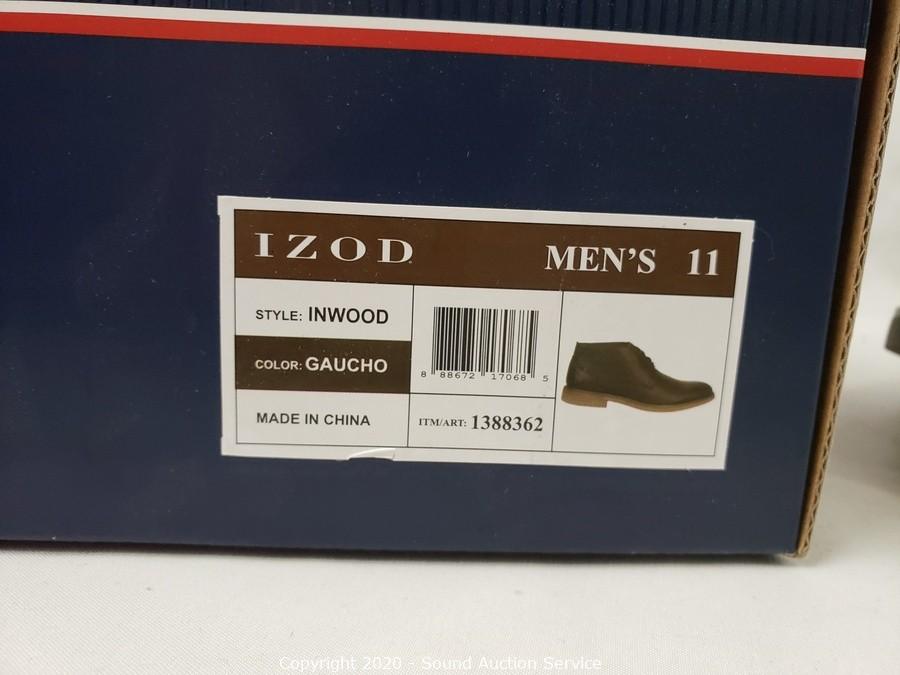 IZOD
MEN'S 11
STYLE: INWOOD
COLOR: GAUCHO
MADE IN CHINA
8 88672 17068 5
ITM/ART: 1388362
Copyright 2020 - Sound Auction Service